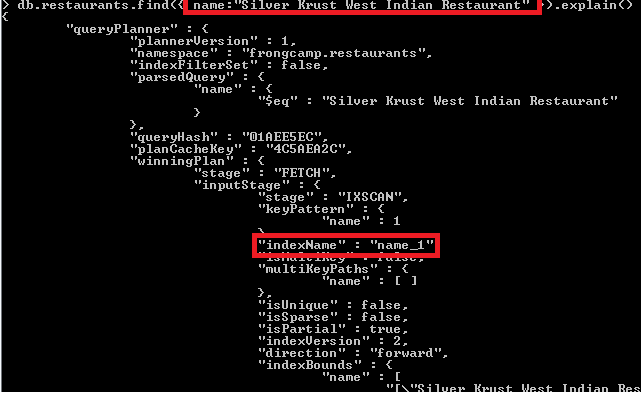 > db.restaurants.find({ name:"Silver Krust West Indian Restaurant" }).explain()
{
"queryPlanner" : {
"plannerVersion" : 1,
"namespace" : "frongcamp.restaurants",
"indexFilterSet" : false,
"parsedQuery" : {
"name" : {
"$eq" : "Silver Krust West Indian Restaurant"
}
},
"queryHash" : "01AEE5EC",
"planCacheKey" : "4C5AEA2C",
"winningPlan" : {
"stage" : "FETCH",
"inputStage" : {
"stage" : "IXSCAN",
"keyPattern" : {
"name" : 1
},
"indexName" : "name_1"
"isMultiKey" : false,
"multiKeyPaths" : {
"name" : [ ]
},
"isUnique" : false,
"isSparse" : false,
"isPartial" : true,
"indexVersion" : 2,
"direction" : "forward",
"indexBounds" : {
"name" : [
"[\"Silver Krust West Indian Res